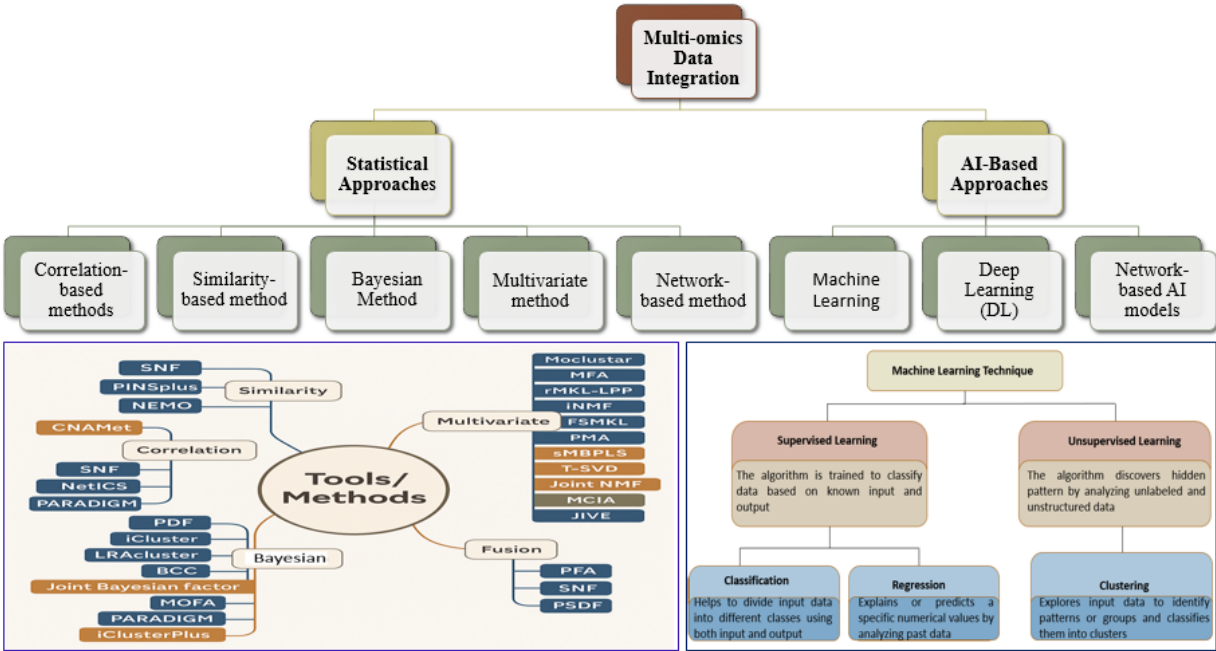 Multi-omics
Data
Integration
Statistical
Approaches
AI-Based
Approaches
Correlation-
based
methods
Similarity-
based method
Bayesian
Method
Multivariate
method
Network-
based method
Machine
Learning
Deep
Learning
(DL)
Network-
based AI
models
SNF
PINSplus
NEMO
Similarity
CNAMet
Correlation
SNF
NetICS
PARADIGM
PDF
iCluster
LRAcluster
BCC
Joint Bayesian factor
MOFA
PARADIGM
iClusterPlus
Bayesian
Tools/
Methods
Multivariate
Moclustar
MFA
rMKL-LPP
iNMF
FSMKL
PMA
sMBPLS
T-SVD
Joint NMF
MCIA
JIVE
Fusion
PFA
SNF
PSDF
Machine Learning Technique
Supervised Learning
The algorithm is trained to classify
data based on known input and
output
Unsupervised Learning
The algorithm discovers hidden
pattern by analyzing unlabeled and
unstructured data
Classification
Helps to divide input data
into different classes using
both input and output
Regression
Explains or predicts a
specific numerical values by
analyzing past data
Clustering
Explores input data to identify
patterns or groups and classifies
them into clusters